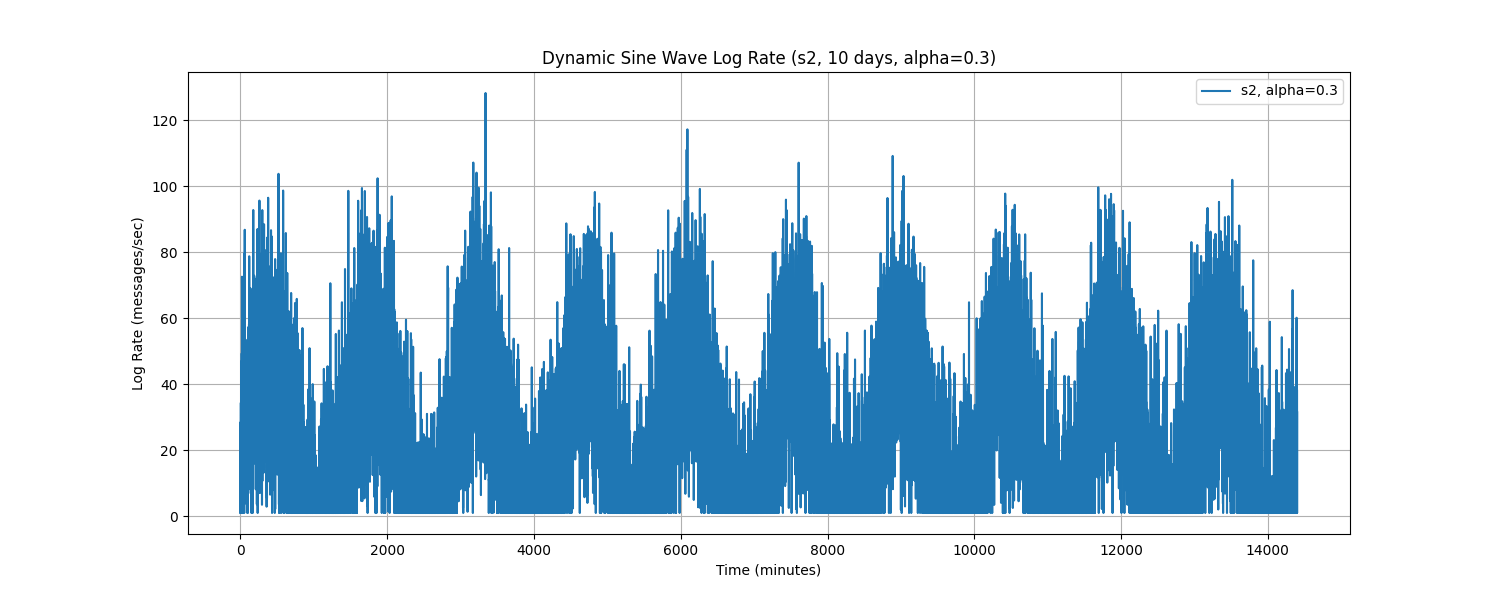 Dynamic Sine Wave Log Rate (s2, 10 days, alpha=0.3)
s2, alpha=0.3
Log Rate (messages/sec)
120
100
80
60
40
20
0
0 2000 4000 6000 8000 10000 12000 14000
Time (minutes)